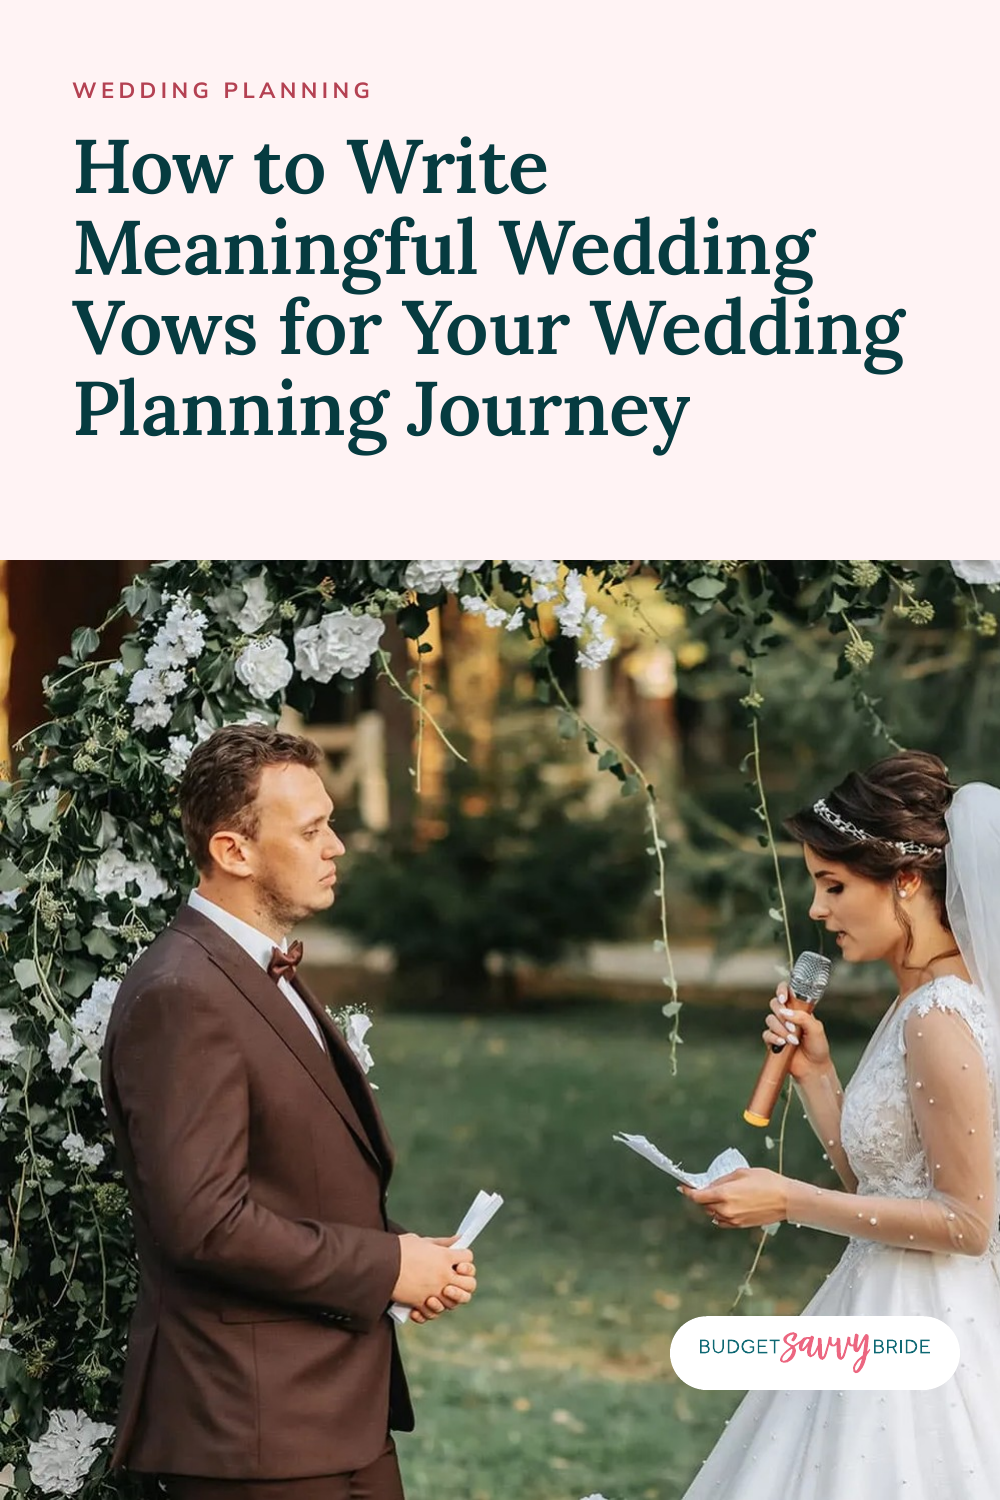 WEDDING PLANNING
How to Write
Meaningful Wedding
Vows for Your Wedding
Planning Journey
BUDGET savvy BRIDE